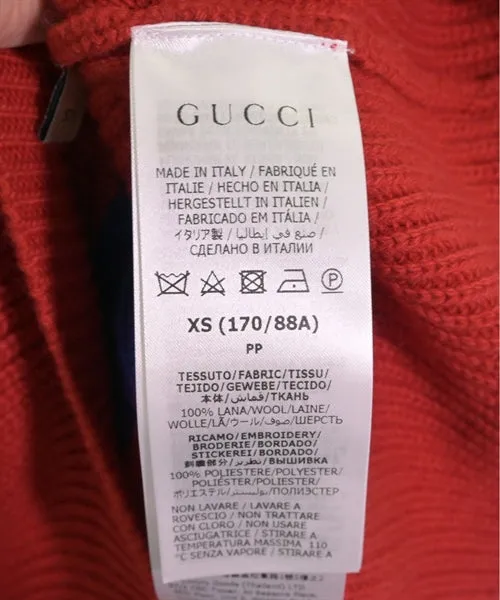 GUCCI
MADE IN ITALY / FABRIQUÉ EN
ITALIE / HECHO EN ITALIA /
HERGESTELLT IN ITALIEN /
FABRICADO EM ITÁLIA /
イタリア製 / صنع في إيطاليا /
СДЕЛАНО В ИТАЛИИ
P
XS (170/88A)
PP
TESSUTO/FABRIC/TISSU/
TEJIDO/GEWEBE/TECIDO/
本体/قماش/ТКАНЬ
100% LANA/WOOL/LAINE/
WOLLE/LÃ/ウール/صوف/ШЕРСТЬ
RICAMO/EMBROIDERY/
BRODERIE/BORDADO/
STICKEREI/BORDADO/
刺繍部分/تطريز/ВЫШИВКА
100% POLIESTERE/POLYESTER/
POLIÉSTER/POLIÉSTER/
ポリエステル/بوليستر/ПОЛИЭСТЕР
NON LAVARE / LAVARE A
ROVESCIO / NON TRATTARE
CON CLORO / NON USARE
ASCIUGATRICE / STIRARE A
TEMPERATURA MASSIMA 110
°C SENZA VAPORE / STIRARE A
Gucci (Thailand) Co.